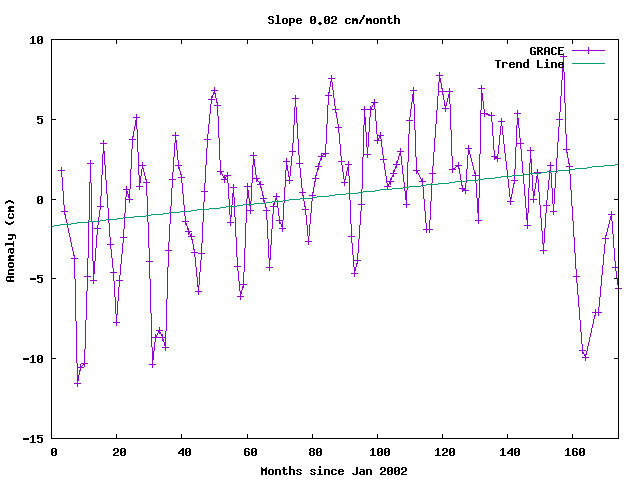 Slope 0.02 cm/month
GRACE
Trend Line
10
5
0
-5
-10
-15
Anomaly (cm)
0 20 40 60 80 100 120 140 160
Months since Jan 2002